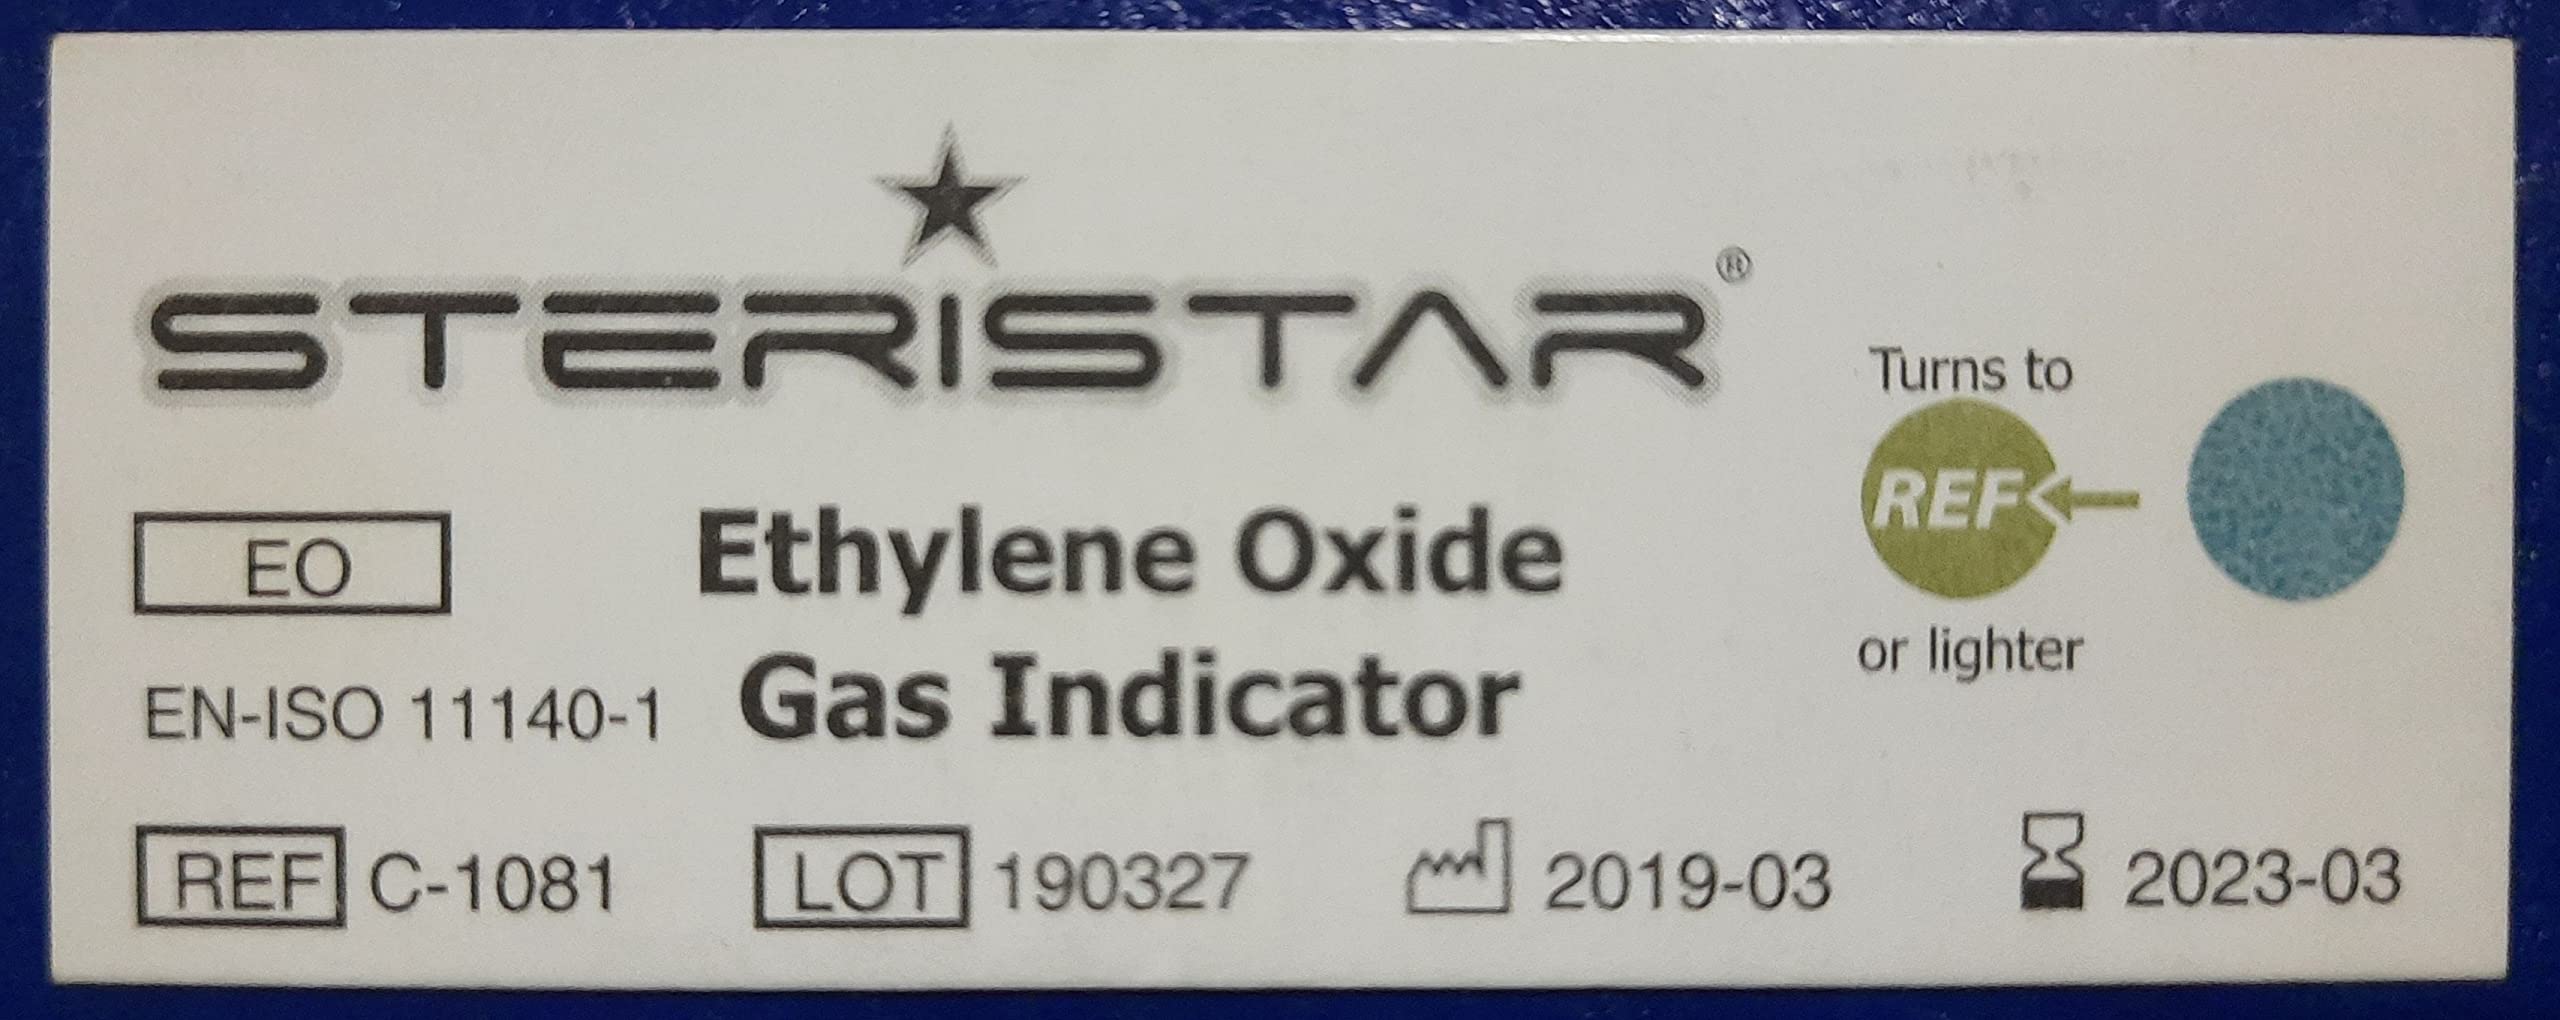 STERISTAR®
Turns to
REF
or lighter
EO
Ethylene Oxide
Gas Indicator
EN-ISO 11140-1
REF C-1081
LOT 190327
2019-03
2023-03